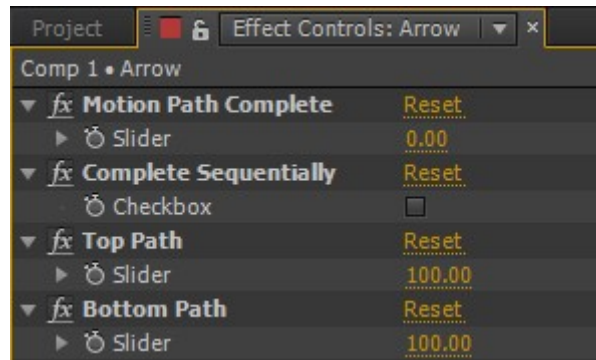 Project Effect Controls: Arrow
Comp 1 • Arrow
fx Motion Path Complete Reset
Slider 0.00
fx Complete Sequentially Reset
Checkbox
fx Top Path Reset
Slider 100.00
fx Bottom Path Reset
Slider 100.00